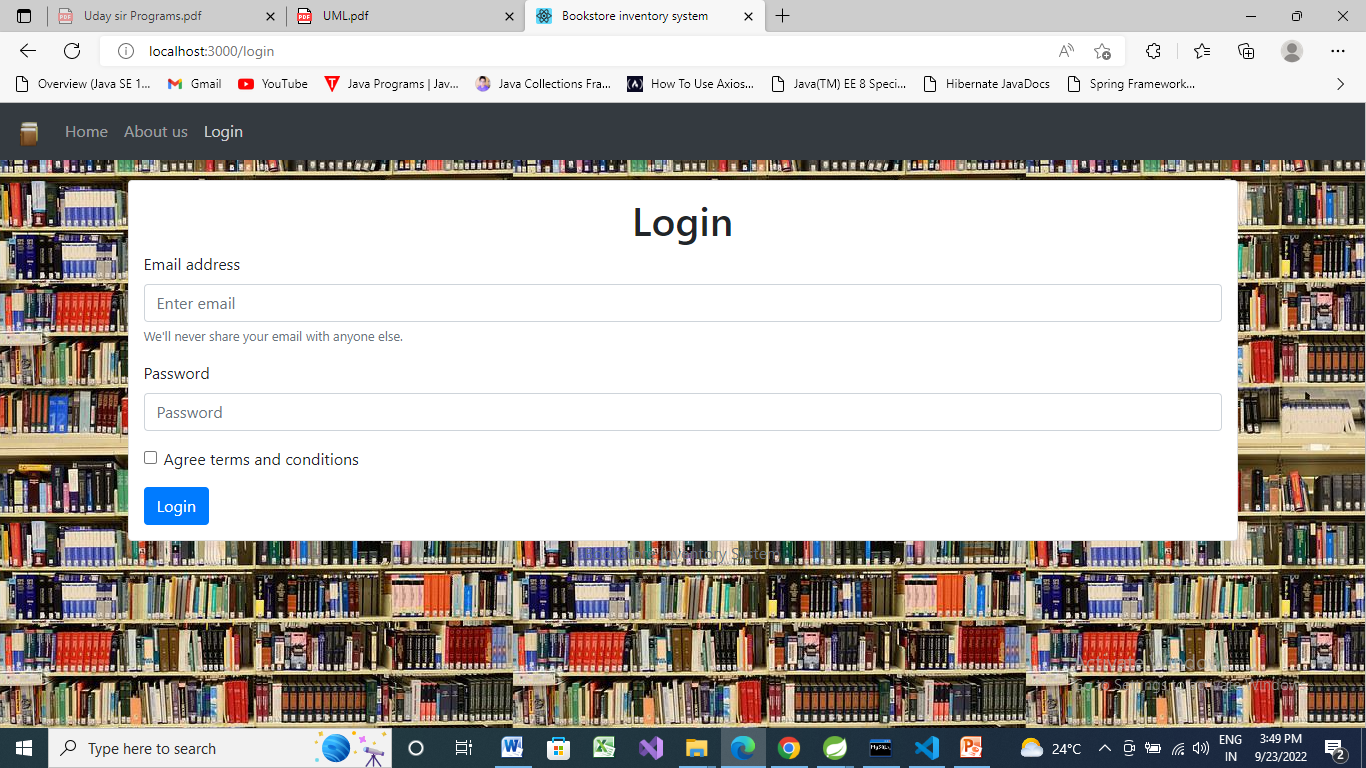 Uday sir Programs.pdf
UML.pdf
Bookstore inventory system
localhost:3000/login
Overview (Java SE 1...
Gmail
YouTube
Java Programs | Jav...
Java Collections Fra...
How To Use Axios...
Java(TM) EE 8 Speci...
Hibernate JavaDocs
Spring Framework...
Home
About us
Login
Login
Email address
Enter email
We'll never share your email with anyone else.
Password
Password
Agree terms and conditions
Login
Inventory System
Type here to search
24°C
ENG
IN
3:49 PM
9/23/2022
2